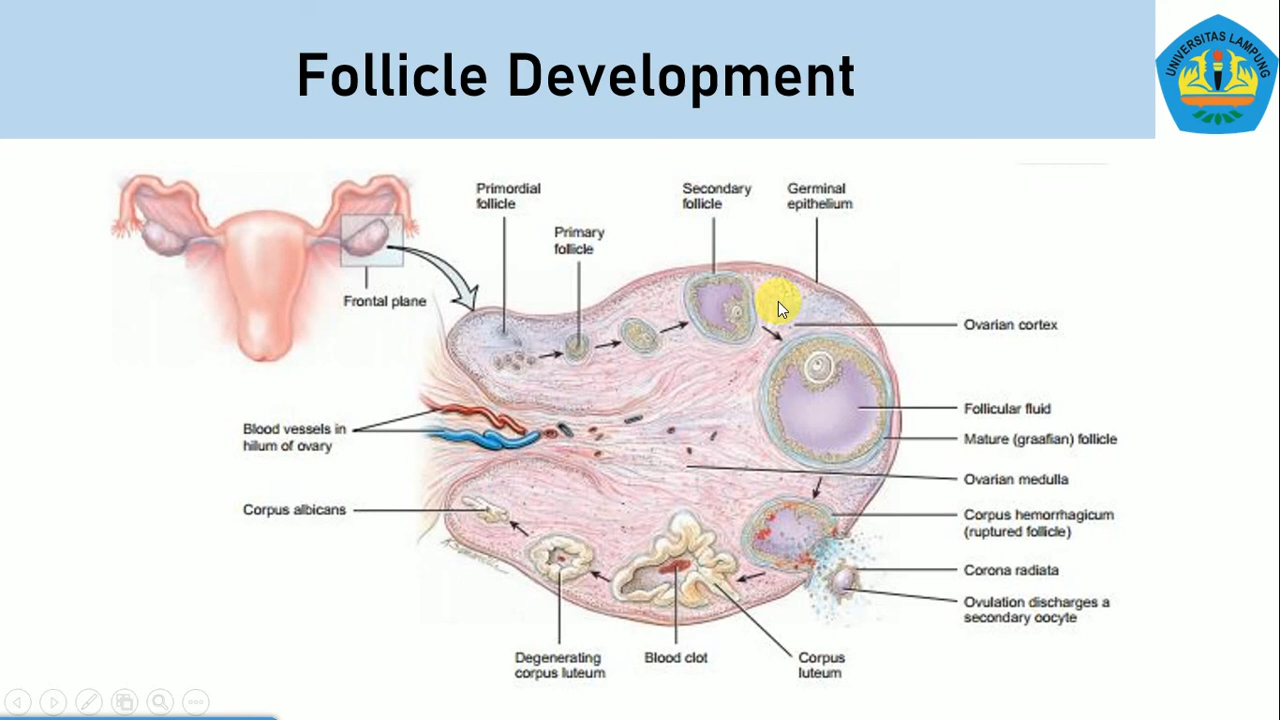 Follicle Development
UNIVERSITAS LAMPUNG
Primordial
follicle
Primary
follicle
Secondary
follicle
Germinal
epithelium
Frontal plane
Ovarian cortex
Follicular fluid
Mature (graafian) follicle
Ovarian medulla
Corpus hemorrhagicum
(ruptured follicle)
Corona radiata
Ovulation discharges a
secondary oocyte
Blood vessels in
hilum of ovary
Corpus albicans
Degenerating
corpus luteum
Blood clot
Corpus
luteum